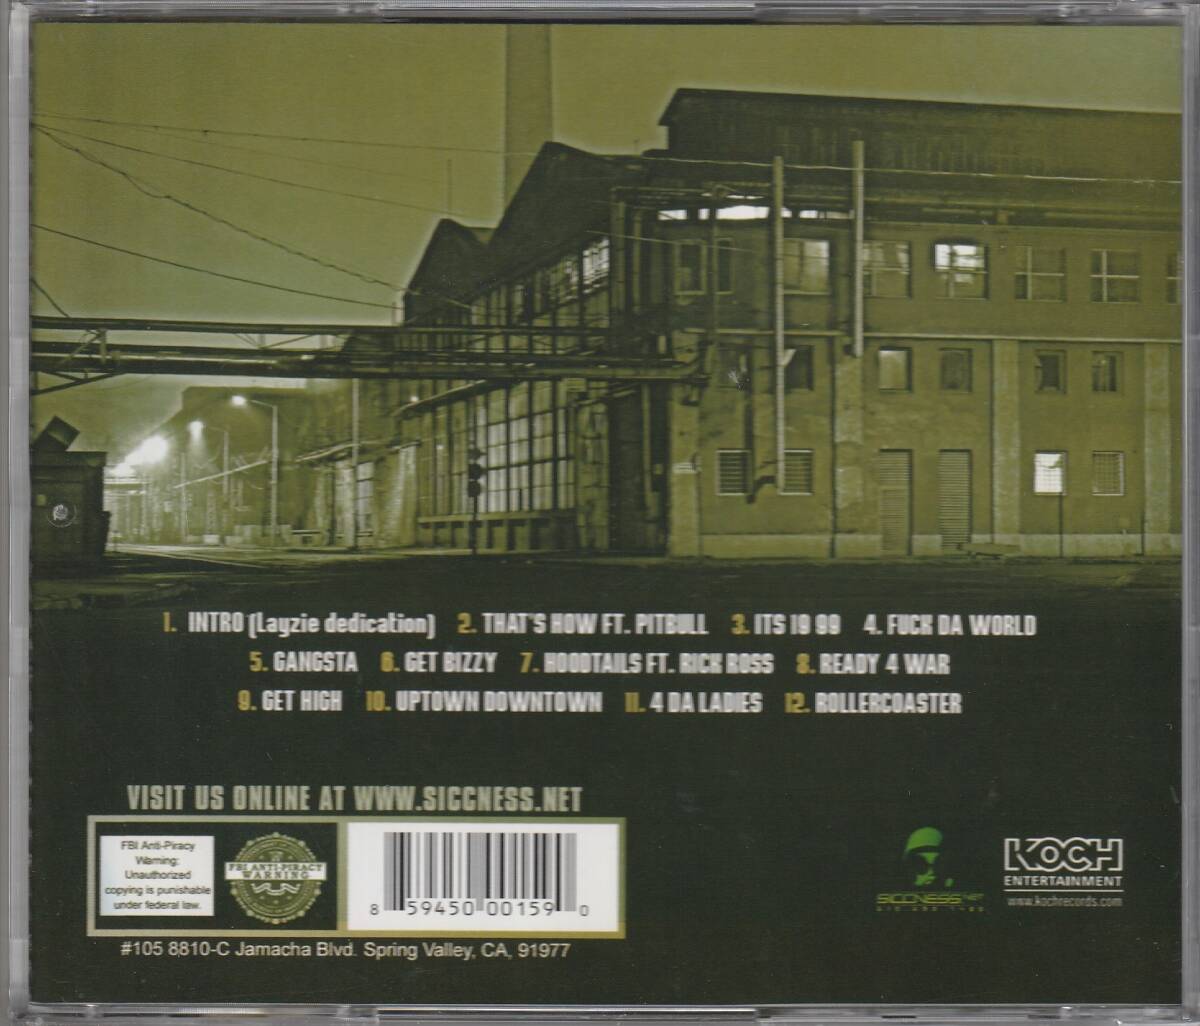 1. INTRO (Layzie dedication) 2. THAT'S HOW FT. PITBULL 3. ITS 19 99 4. FUCK DA WORLD
5. GANGSTA 6. GET BIZZY 7. HOODTAILS FT. RICK ROSS 8. READY 4 WAR
9. GET HIGH 10. UPTOWN DOWNTOWN 11. 4 DA LADIES 12. ROLLERCOASTER
VISIT US ONLINE AT WWW.SICCNESS.NET
FBI Anti-Piracy
Warning:
Unauthorized
copying is punishable
under federal law.
FBI ANTI-PIRACY
WARNING
8 59450 00159 0
#105 8810-C Jamacha Blvd. Spring Valley, CA, 91977
SICCNESS.NET
KOCH
ENTERTAINMENT
www.kochrecords.com